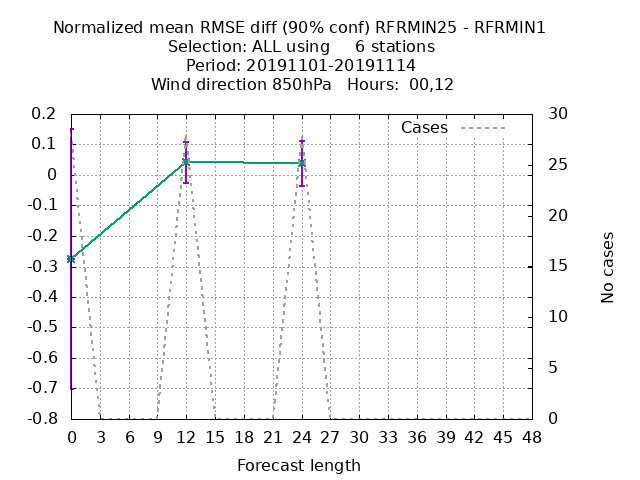 Normalized mean RMSE diff (90% conf) RFRMIN25 - RFRMIN1
Selection: ALL using     6 stations
Period: 20191101-20191114
Wind direction 850hPa   Hours:  00,12
Cases
0.2
0.1
0
-0.1
-0.2
-0.3
-0.4
-0.5
-0.6
-0.7
-0.8
30
25
20
15
10
5
0
No cases
0 3 6 9 12 15 18 21 24 27 30 33 36 39 42 45 48
Forecast length